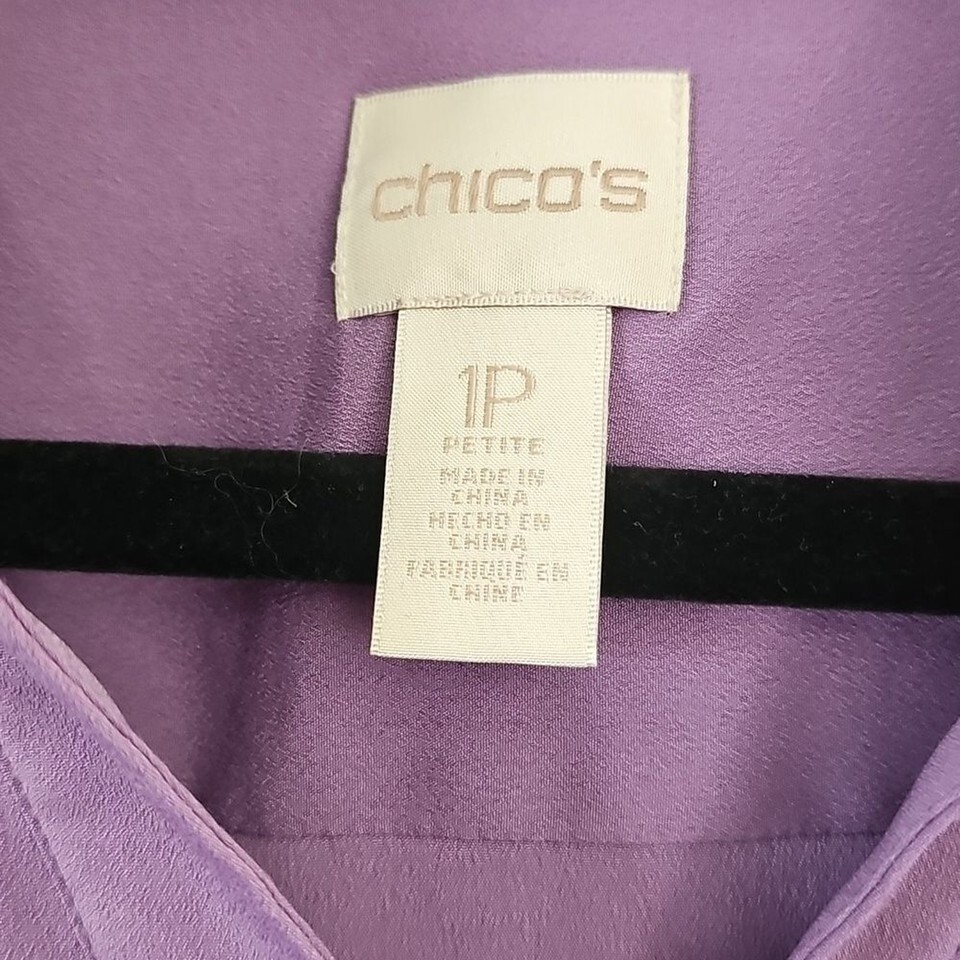 chico's
1P
PETITE
MADE IN
CHINA
HECHO EN
CHINA
FABRIQUÉ EN
CHINE